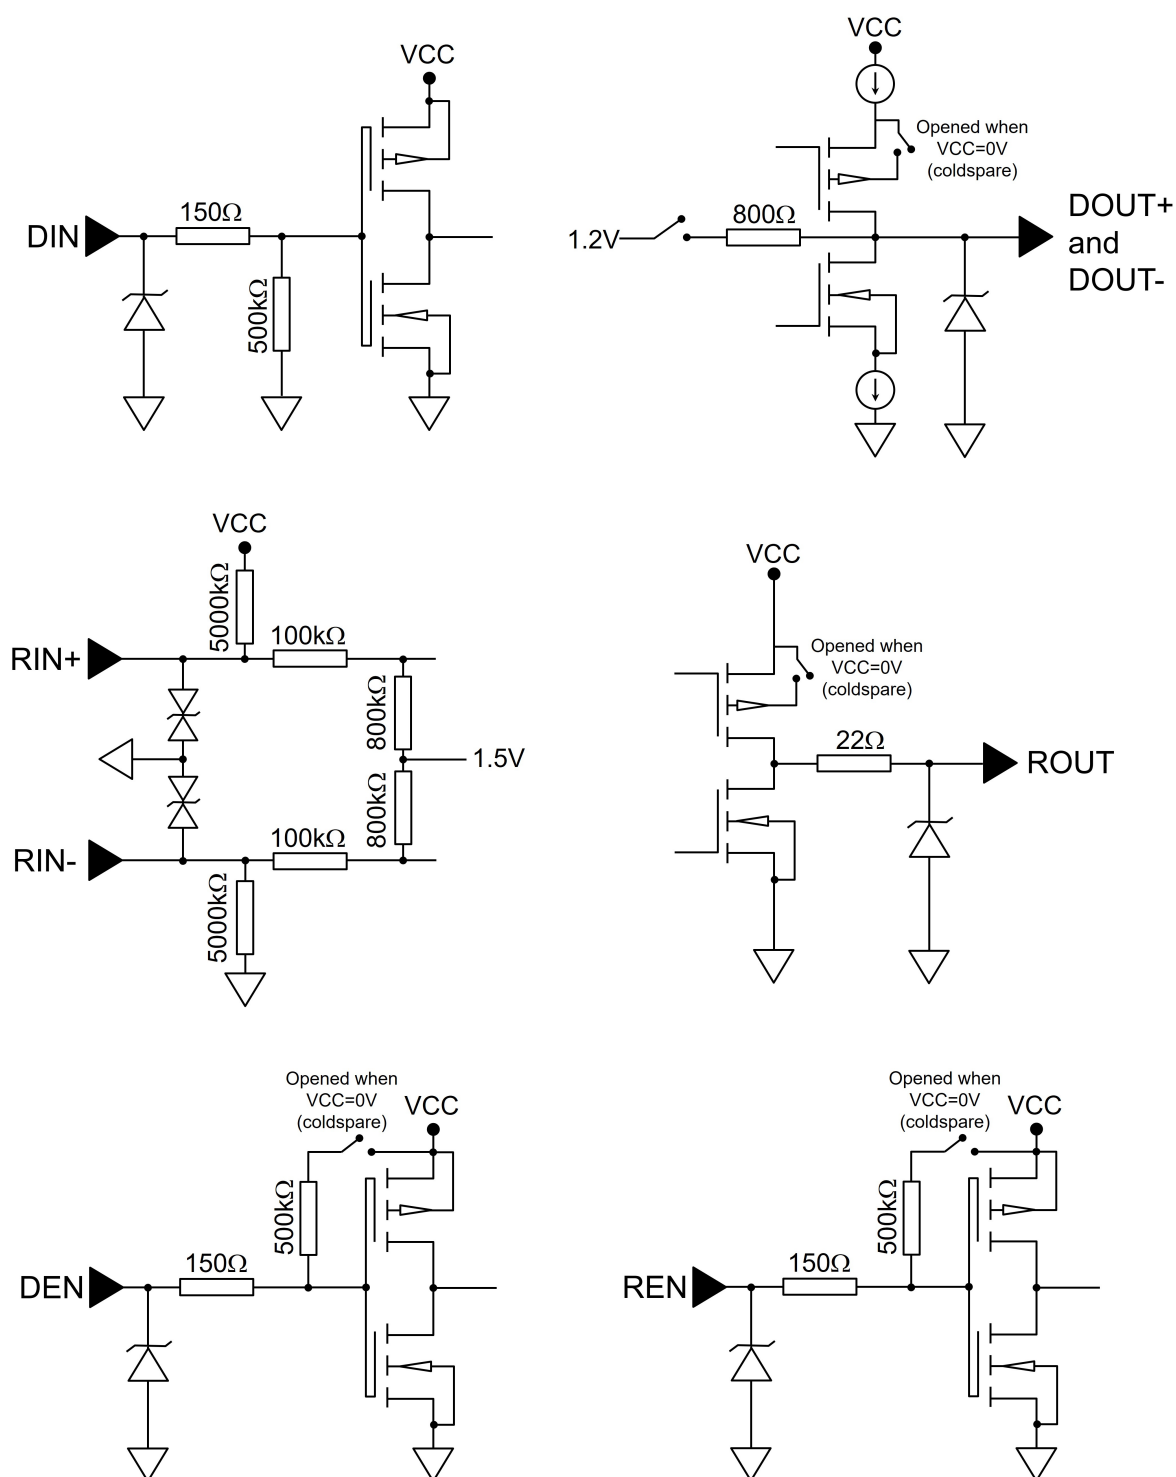 VCC
DIN
150Ω
500kΩ
VCC
Opened when
VCC=0V
(coldspare)
1.2V
800Ω
DOUT+
and
DOUT-
VCC
5000kΩ
RIN+
100kΩ
800kΩ
1.5V
800kΩ
RIN-
100kΩ
5000kΩ
VCC
Opened when
VCC=0V
(coldspare)
22Ω
ROUT
Opened when
VCC=0V
(coldspare)
VCC
500kΩ
DEN
150Ω
Opened when
VCC=0V
(coldspare)
VCC
500kΩ
REN
150Ω